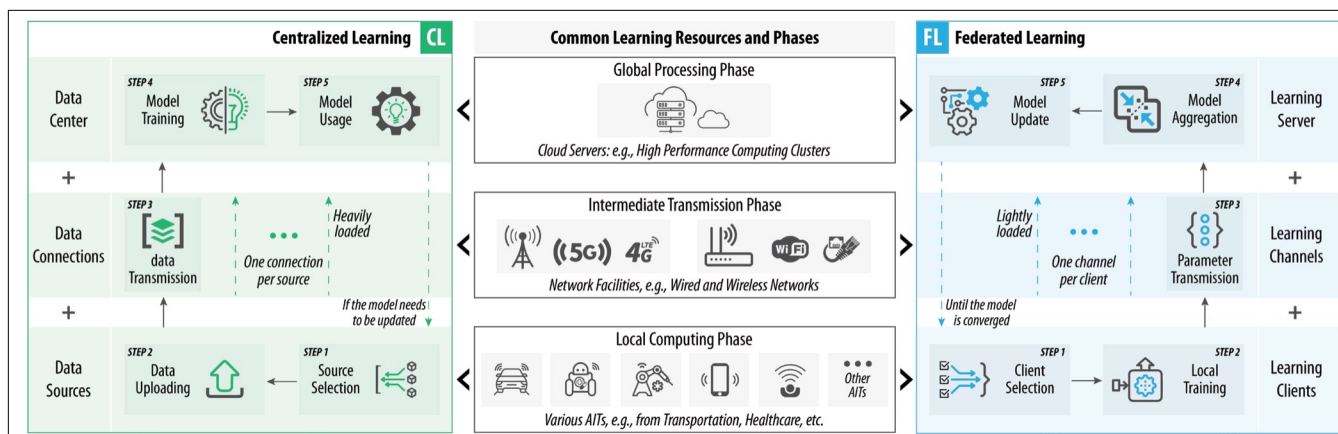 Centralized Learning CL
Data
Center
STEP 4
Model
Training
STEP 5
Model
Usage
+
Data
Connections
STEP 3
data
Transmission
...
One connection
per source
Heavily
loaded
If the model needs
to be updated
+
Data
Sources
STEP 2
Data
Uploading
STEP 1
Source
Selection
Common Learning Resources and Phases
Global Processing Phase
Cloud Servers: e.g., High Performance Computing Clusters
Intermediate Transmission Phase
5G
4G LTE
WiFi
Network Facilities, e.g., Wired and Wireless Networks
Local Computing Phase
Other
AITs
Various AITs, e.g., from Transportation, Healthcare, etc.
FL Federated Learning
STEP 5
Model
Update
STEP 4
Model
Aggregation
Learning
Server
+
Lightly
loaded
...
One channel
per client
STEP 3
Parameter
Transmission
Learning
Channels
Until the model
is converged
+
STEP 1
Client
Selection
STEP 2
Local
Training
Learning
Clients